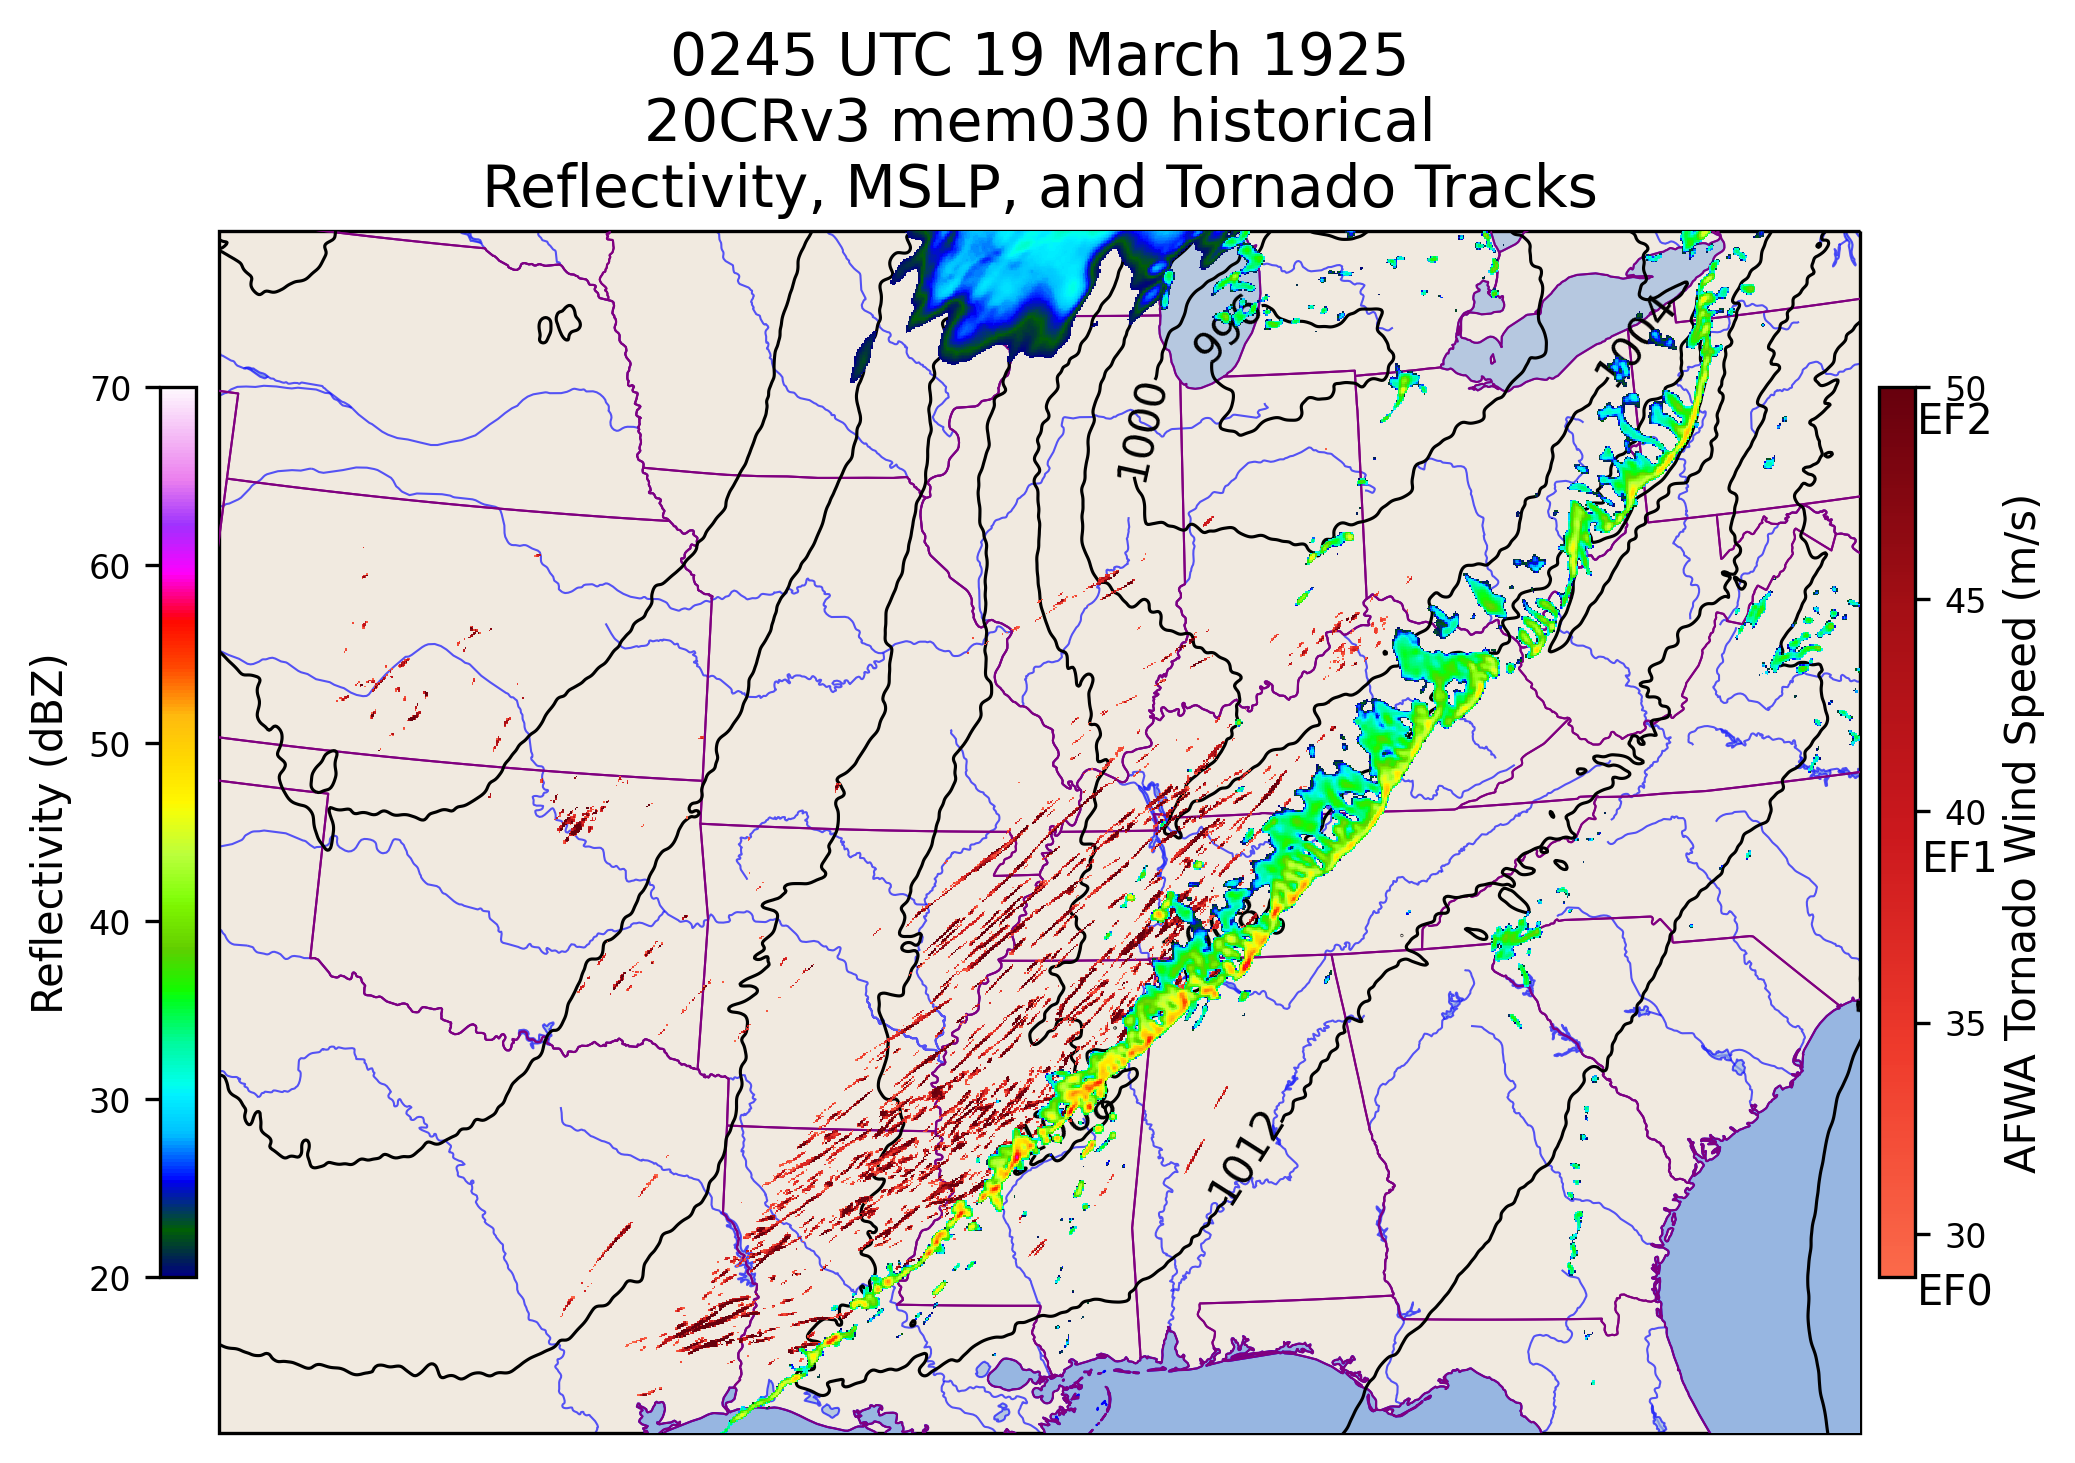 0245 UTC 19 March 1925
20CRv3 mem030 historical
Reflectivity, MSLP, and Tornado Tracks
996
1004
1000
1012
70
60
50
40
30
20
Reflectivity (dBZ)
50
EF2
45
40
EF1
35
30
EF0
AFWA Tornado Wind Speed (m/s)